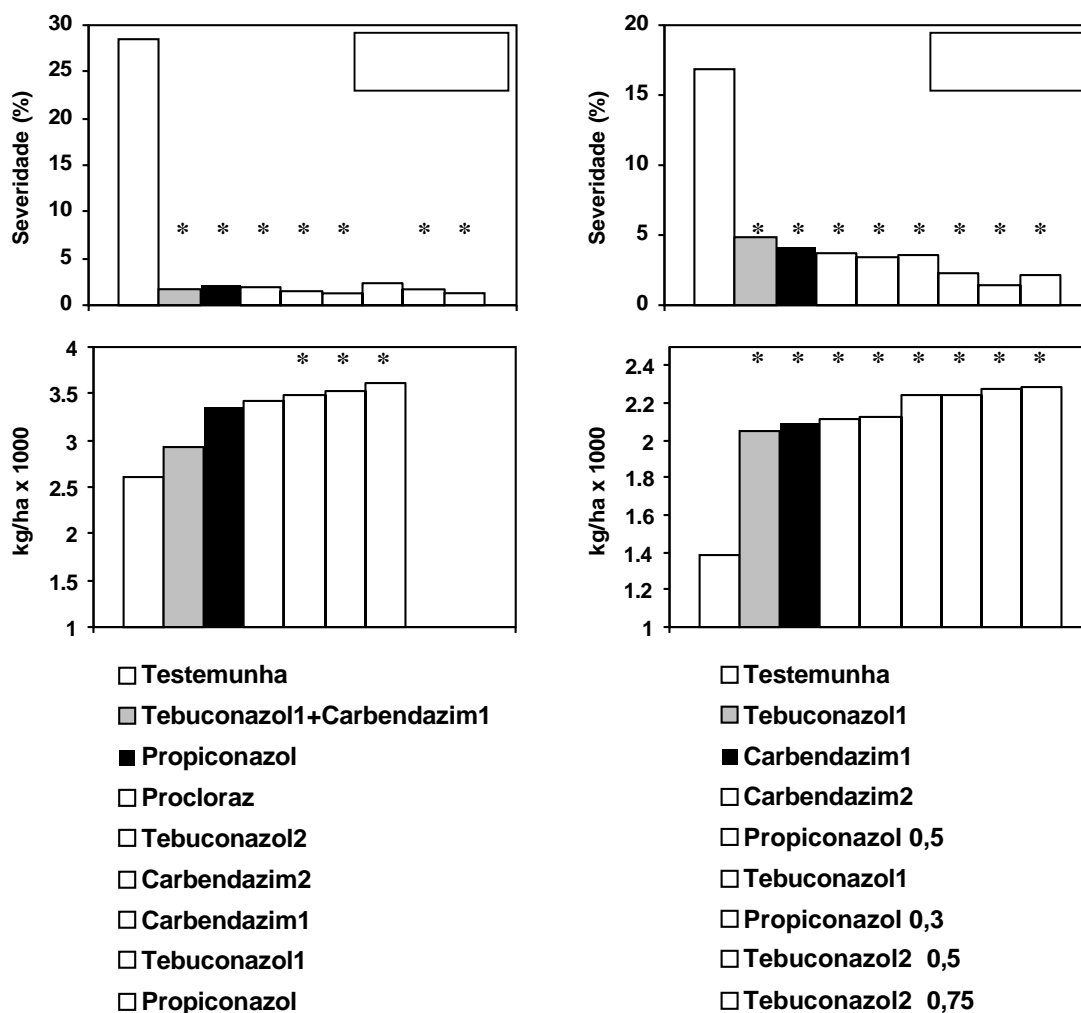 Severidade (%)
30
25
20
15
10
5
0
* * * * * * *
Severidade (%)
20
15
10
5
0
* * * * * * * *
kg/ha x 1000
4
3.5
3
2.5
2
1.5
1
* * *
kg/ha x 1000
2.4
2.2
2
1.8
1.6
1.4
1.2
1
* * * * * * * *
Testemunha
Tebuconazol1+Carbendazim1
Propiconazol
Procloraz
Tebuconazol2
Carbendazim2
Carbendazim1
Tebuconazol1
Propiconazol
Testemunha
Tebuconazol1
Carbendazim1
Carbendazim2
Propiconazol 0,5
Tebuconazol1
Propiconazol 0,3
Tebuconazol2 0,5
Tebuconazol2 0,75